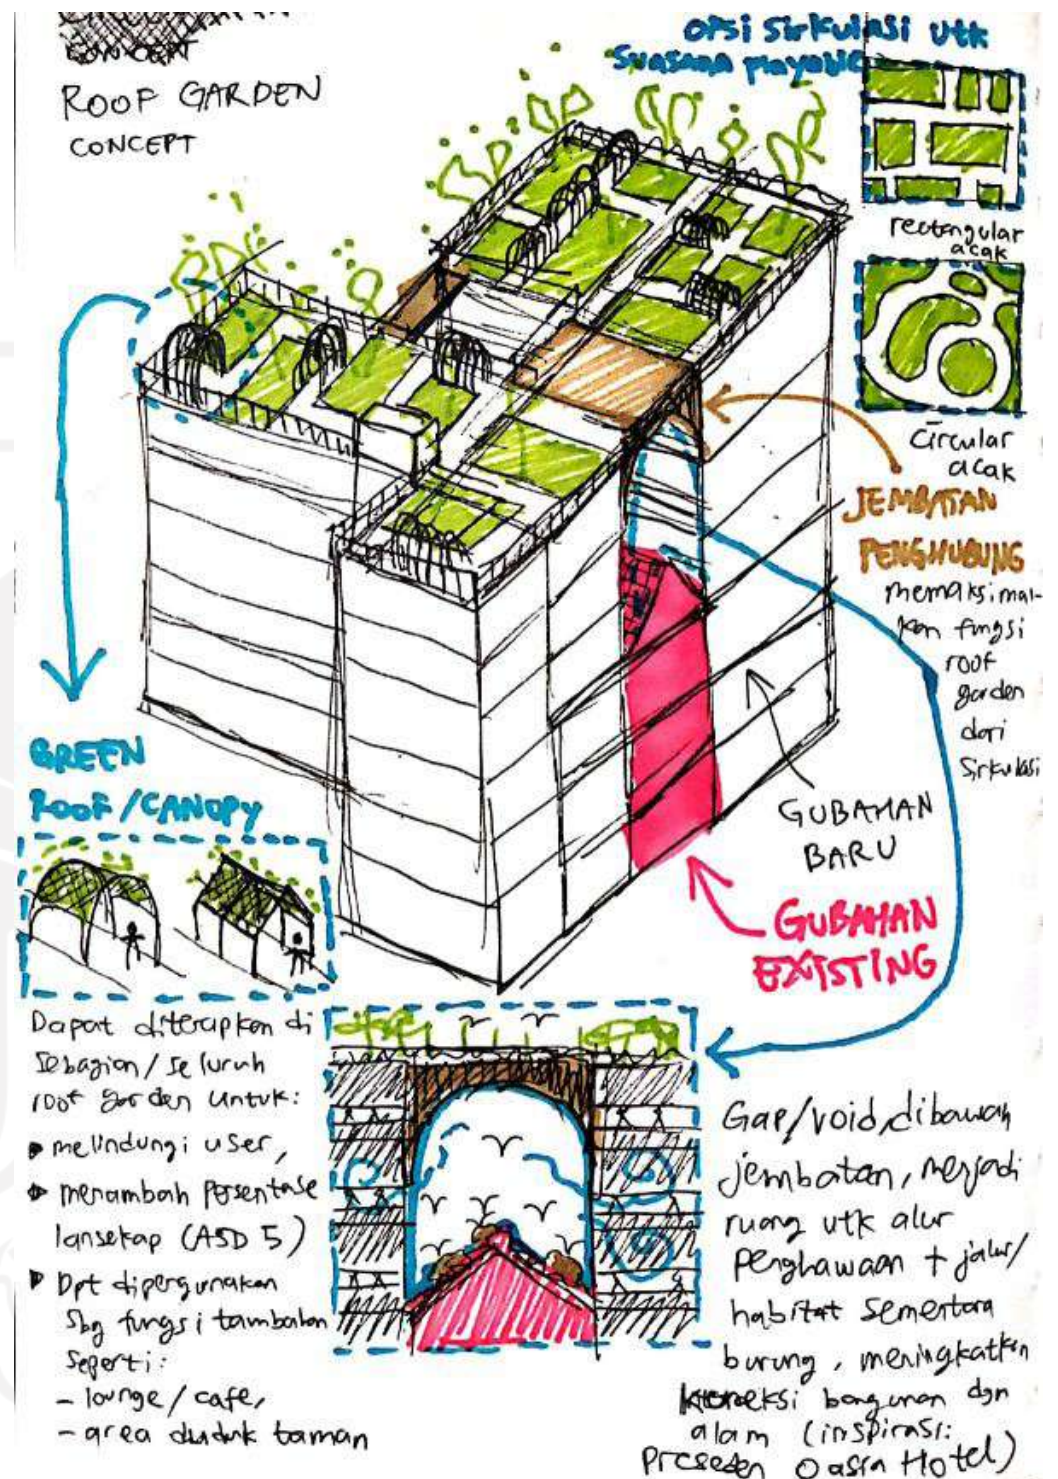 CONCEPT
ROOF GARDEN
CONCEPT
opsi sirkulasi utk
suasana playable
rectangular
acak
circular
acak
JEMBATAN
PENGHUBUNG
memaksimal-
kan fungsi
roof
garden
dari
sirkulasi
GUBAHAN
BARU
GUBAHAN
EXISTING
GREEN
ROOF/CANOPY
Dapat diterapkan di
sebagian/seluruh
roof garden untuk:
melindungi user,
menambah persentase
lansekap (ASD 5)
Dpt dipergunakan
sbg fungsi tambahan
seperti:
- lounge/cafe,
- area duduk taman
Gap/void, dibawah
jembatan, menjadi
ruang utk alur
penghawaan + jalur/
habitat sementara
burung, meningkatkan
koneksi bangunan dgn
alam (inspirasi:
preseden Oasia Hotel)